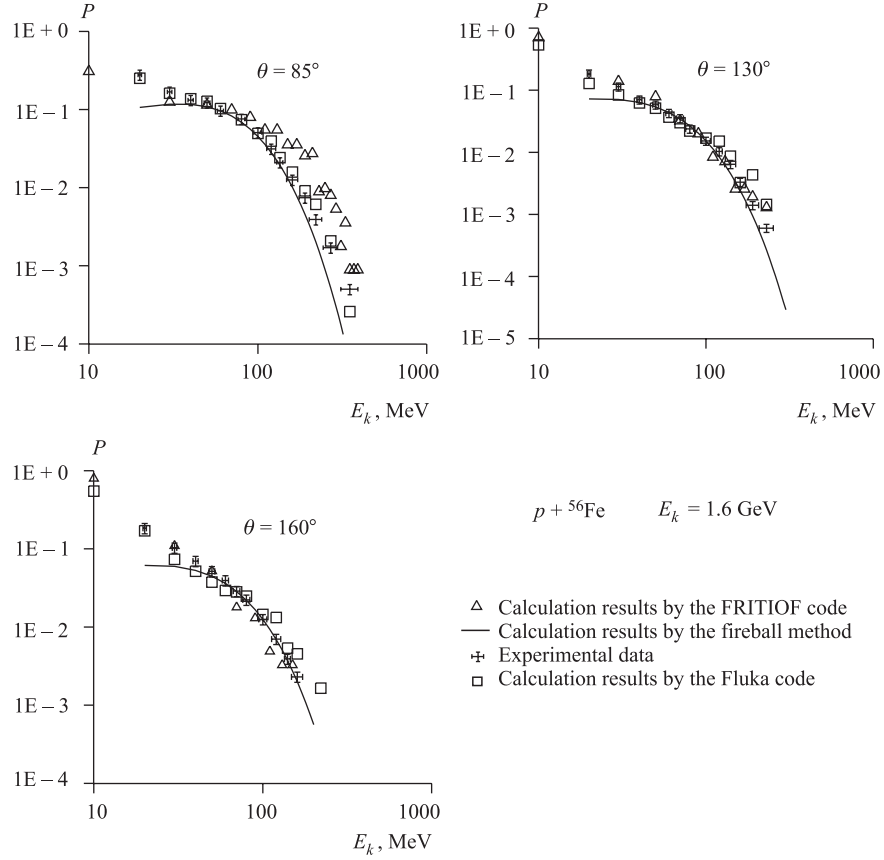 P
1E + 0
1E − 1
1E − 2
1E − 3
1E − 4
10
100
1000
E_k, MeV
θ = 85°
P
1E + 0
1E − 1
1E − 2
1E − 3
1E − 4
1E − 5
10
100
1000
E_k, MeV
θ = 130°
P
1E + 0
1E − 1
1E − 2
1E − 3
1E − 4
10
100
1000
E_k, MeV
θ = 160°
p + ⁵⁶Fe E_k = 1.6 GeV
Calculation results by the FRITIOF code
Calculation results by the fireball method
Experimental data
Calculation results by the Fluka code